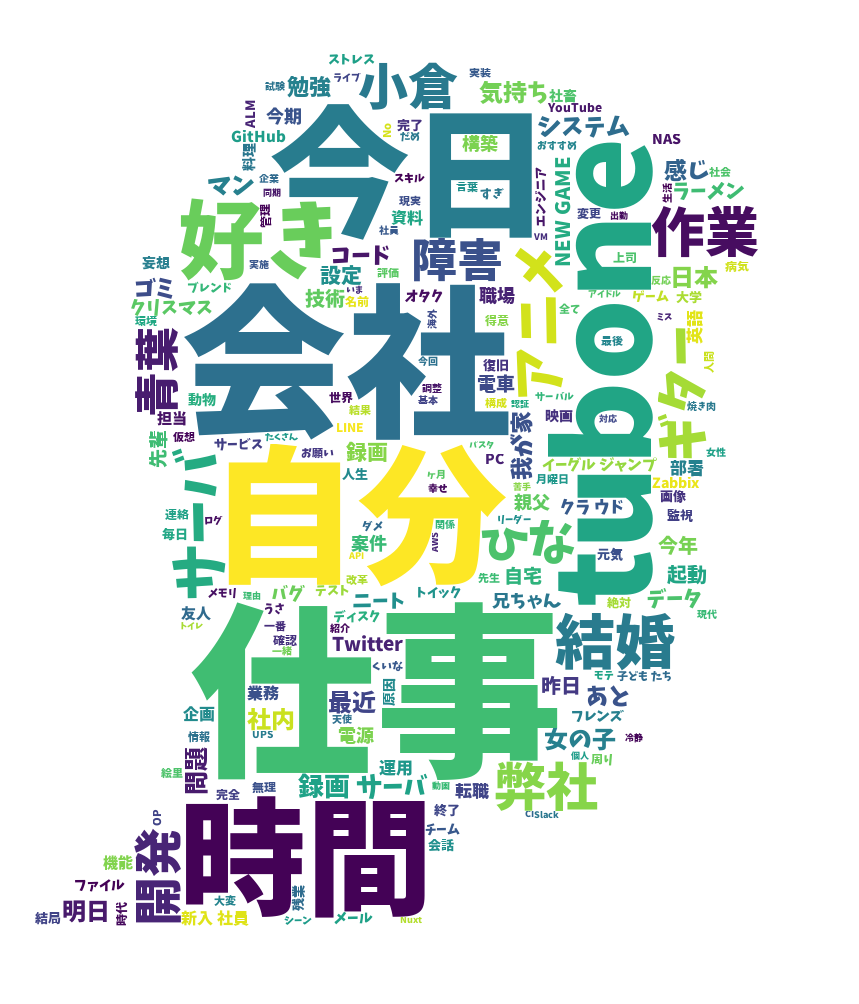 ストレス
小倉
実装
試験
勉強
ライブ
気持ち
社畜
YouTube
ALM
今期
今日
No
完了
だめ
構築
システム
おすすめ
NAS
GitHub
料理
企業
マン
同期
スキル
言葉
すぎ
エンジニア
NEW GAME
tubone
感じ
社会
生活
ラーメン
好き
管理
現実
資料
社員
VM
変更
出勤
作業
コード
障害
上司
妄想
実施
設定
評価
アニメ
病気
反応
日本
ゴミ
ブレンド
いま
技術
名前
オタク
職場
アイドル
ゲーム
大学
クリスマス
全て
環境
会社
得意
ミス
英語
青葉
最後
今回
復旧
ギター
人間
電車
調整
基本
動物
世界
結果
構成
認証
サーバル
焼き肉
担当
LINE
映画
対応
我が家
先輩
仮想
サービス
たくさん
お願い
録画
パスタ
PC
イーグル ジャンプ
女性
部署
サーバ
自分
人生
ヶ月
幸せ
苦手
月曜日
Zabbix
画像
親父
クラウド
監視
連絡
ログ
毎日
ダメ
関係
リーダー
案件
AWS
ひな
元気
今年
API
メモリ
理由
バグ
テスト
改革
先生
自宅
起動
トイック
ニート
兄ちゃん
絶対
データ
現代
友人
うさ
トイレ
一番
ディスク
紹介
確認
一緒
Twitter
仕事
結婚
くいな
モテ
子ども たち
業務
原因
最近
昨日
あと
企画
社内
天使
フレンズ
情報
UPS
電源
女の子
冷静
個人
周り
絵里
問題
運用
弊社
完全
無理
録画 サーバ
動画
転職
時間
終了
CI
Slack
OP
開発
チーム
会話
機能
ファイル
結局
明日
時代
大変
残業
新入 社員
シーン
メール
Nuxt